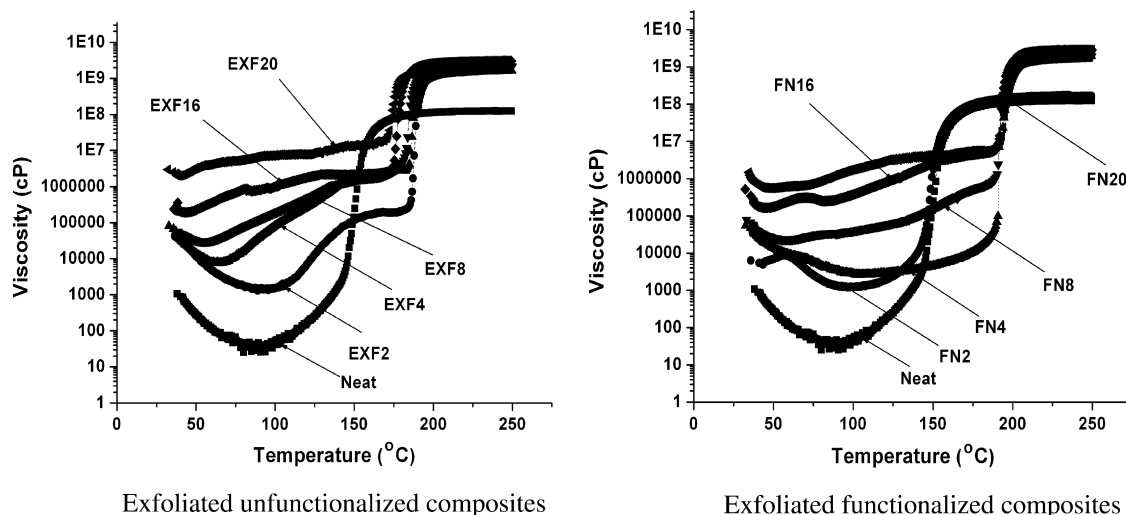 1E10
1E9
1E8
1E7
1000000
100000
10000
1000
100
10
1
Viscosity (cP)
EXF20
EXF16
EXF8
EXF4
EXF2
Neat
0 50 100 150 200 250
Temperature (°C)
Exfoliated unfunctionalized composites
1E10
1E9
1E8
1E7
1000000
100000
10000
1000
100
10
1
Viscosity (cP)
FN16
FN20
FN8
FN4
FN2
Neat
0 50 100 150 200 250
Temperature (°C)
Exfoliated functionalized composites